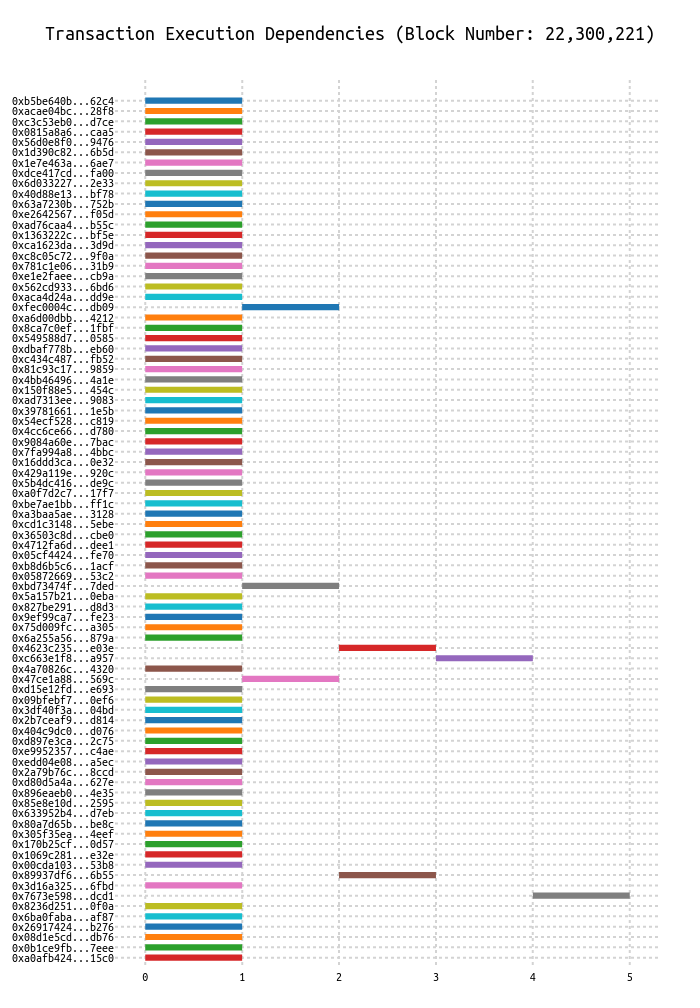 Transaction Execution Dependencies (Block Number: 22,300,221)
0xb5be640b...62c4
0xacae04bc...28f8
0xc3c53eb0...d7ce
0x0815a8a6...caa5
0x56d0e8f0...9476
0x1d390c82...6b5d
0x1e7e463a...6ae7
0xdce417cd...fa00
0x6d033227...2e33
0x40d88e13...bf78
0x63a7230b...752b
0xe2642567...f05d
0xad76caa4...b55c
0x1363222c...bf5e
0xca1623da...3d9d
0xc8c05c72...9f0a
0x781c1e06...31b9
0xe1e2faee...cb9a
0x562cd933...6bd6
0xaca4d24a...dd9e
0xfec0004c...db09
0xa6d00dbb...4212
0x8ca7c0ef...1fbf
0x549588d7...0585
0xdbaf778b...eb60
0xc434c487...fb52
0x81c93c17...9859
0x4bb46496...4a1e
0x150f88e5...454c
0xad7313ee...9083
0x39781661...1e5b
0x54ecf528...c819
0x4cc6ce66...d780
0x9084a60e...7bac
0x7fa994a8...4bbc
0x16ddd3ca...0e32
0x429a119e...920c
0x5b4dc416...de9c
0xa0f7d2c7...17f7
0xbe7ae1bb...ff1c
0xa3baa5ae...3128
0xcd1c3148...5ebe
0x36503c8d...cbe0
0x4712fa6d...dee1
0x05cf4424...fe70
0xb8d6b5c6...1acf
0x05872669...53c2
0xbd73474f...7ded
0x5a157b21...0eba
0x827be291...d8d3
0x9ef99ca7...fe23
0x75d009fc...a305
0x6a255a56...879a
0x4623c235...e03e
0xc663e1f8...a957
0x4a70826c...4320
0x47ce1a88...569c
0xd15e12fd...e693
0x09bfebf7...0ef6
0x3df40f3a...04bd
0x2b7ceaf9...d814
0x404c9dc0...d076
0xd897e3ca...2c75
0xe9952357...c4ae
0xedd04e08...a5ec
0x2a79b76c...8ccd
0xd80d5a4a...627e
0x896eaeb0...4e35
0x85e8e10d...2595
0x633952b4...d7eb
0x80a7d65b...be8c
0x305f35ea...4eef
0x170b25cf...0d57
0x1069c281...e32e
0x00cda103...53b8
0x89937df6...6b55
0x3d16a325...6fbd
0x7673e598...dcd1
0x8236d251...0f0a
0x6ba0faba...af87
0x26917424...b276
0x08d1e5cd...db76
0x0b1ce9fb...7eee
0xa0afb424...15c0
0 1 2 3 4 5